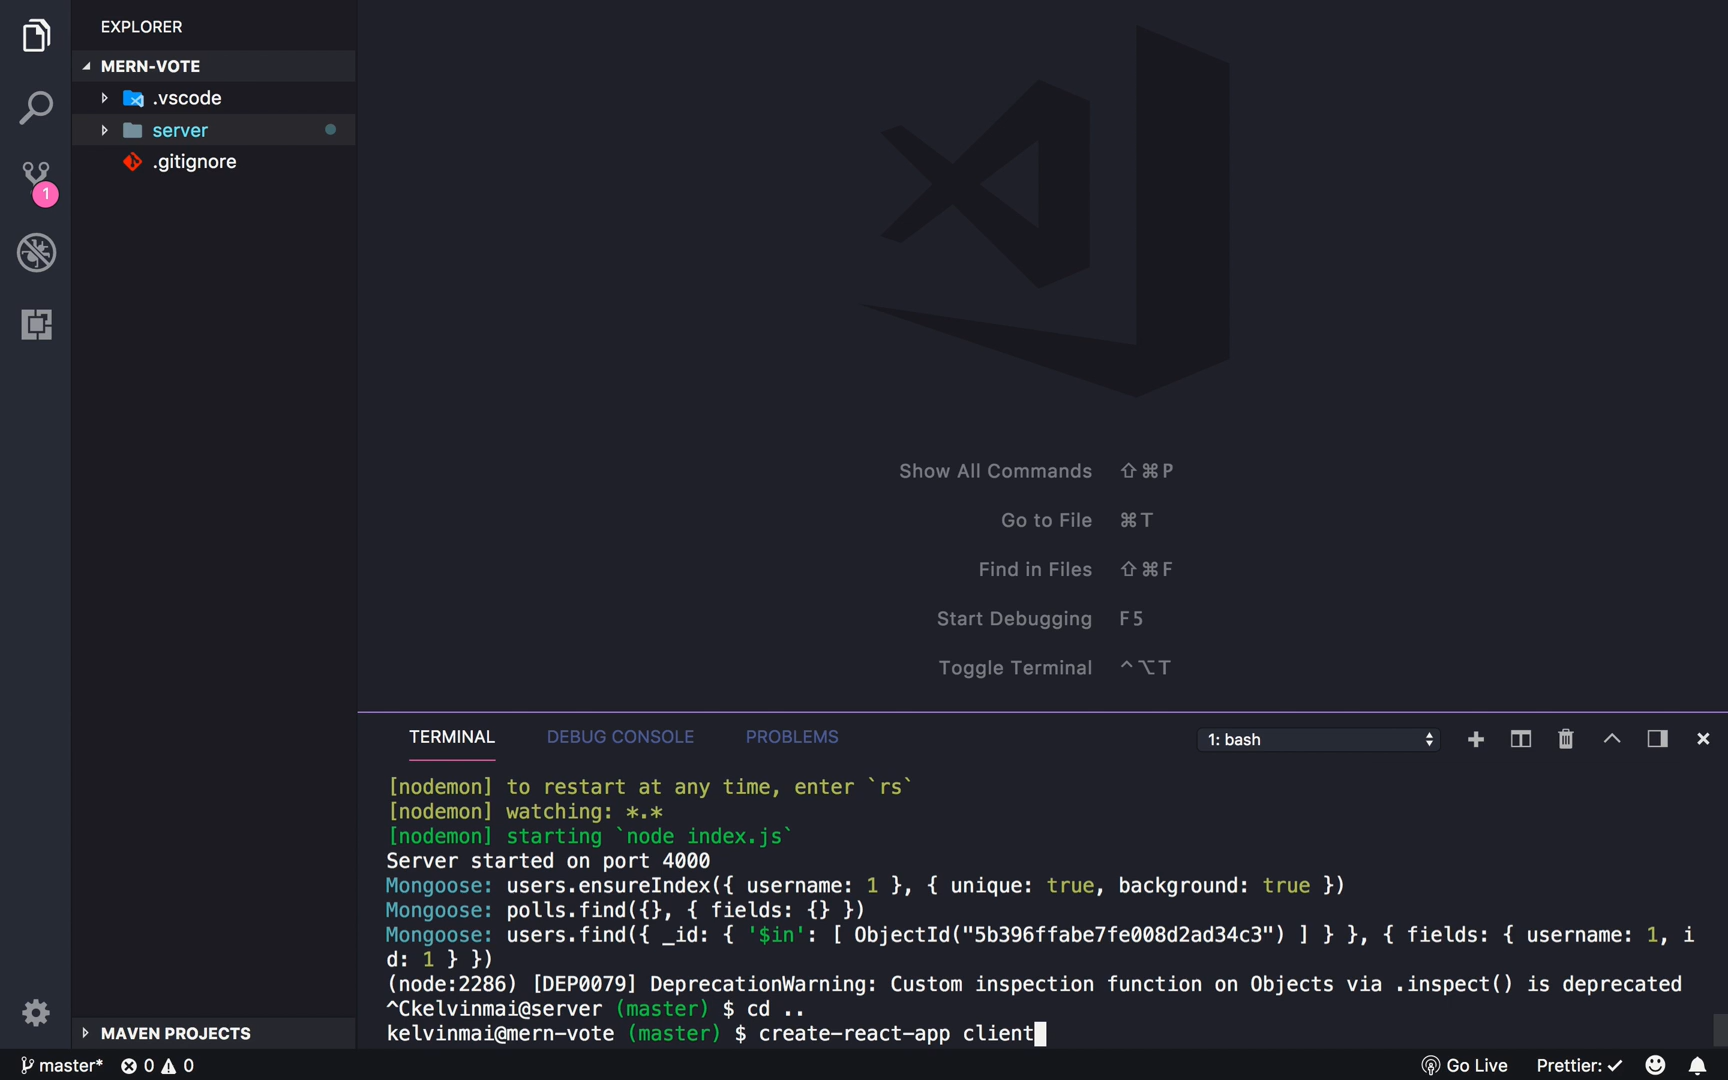 EXPLORER
MERN-VOTE
.vscode
server
.gitignore
1
MAVEN PROJECTS
Show All Commands ⇧⌘P
Go to File ⌘T
Find in Files ⇧⌘F
Start Debugging F5
Toggle Terminal ^⌥T
TERMINAL DEBUG CONSOLE PROBLEMS 1: bash
[nodemon] to restart at any time, enter `rs`
[nodemon] watching: *.*
[nodemon] starting `node index.js`
Server started on port 4000
Mongoose: users.ensureIndex({ username: 1 }, { unique: true, background: true })
Mongoose: polls.find({}, { fields: {} })
Mongoose: users.find({ _id: { '$in': [ ObjectId("5b396ffabe7fe008d2ad34c3") ] } }, { fields: { username: 1, i
d: 1 } })
(node:2286) [DEP0079] DeprecationWarning: Custom inspection function on Objects via .inspect() is deprecated
^Ckelvinmai@server (master) $ cd ..
kelvinmai@mern-vote (master) $ create-react-app client
master* 0 0 Go Live Prettier: ✓